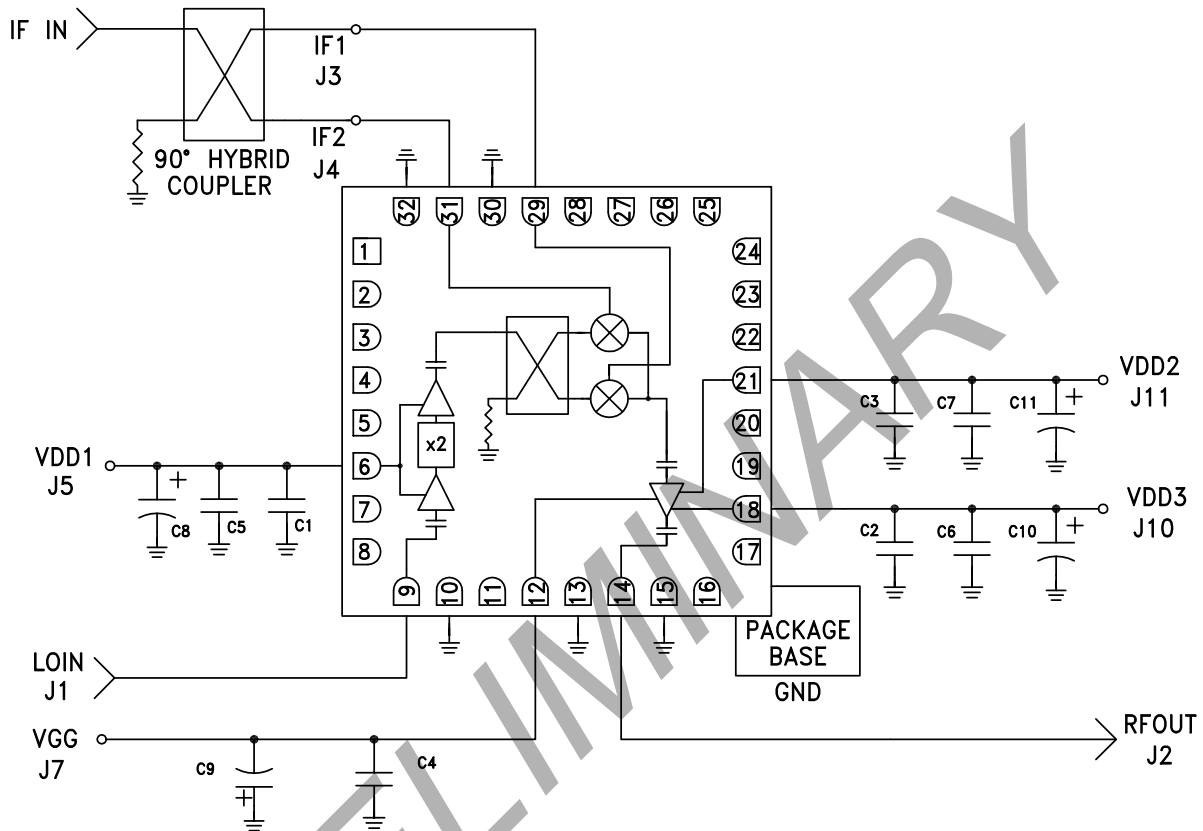 IF IN
IF1
J3
IF2
J4
90° HYBRID
COUPLER
32
31
30
29
28
27
26
25
1
2
3
4
5
6
7
8
24
23
22
21
20
19
18
17
9
10
11
12
13
14
15
16
x2
VDD1
J5
C8
C5
C1
VDD2
J11
C3
C7
C11
+
VDD3
J10
C2
C6
C10
+
+
PACKAGE
BASE
GND
LOIN
J1
VGG
J7
C9
+
C4
RFOUT
J2
ELIMINARY